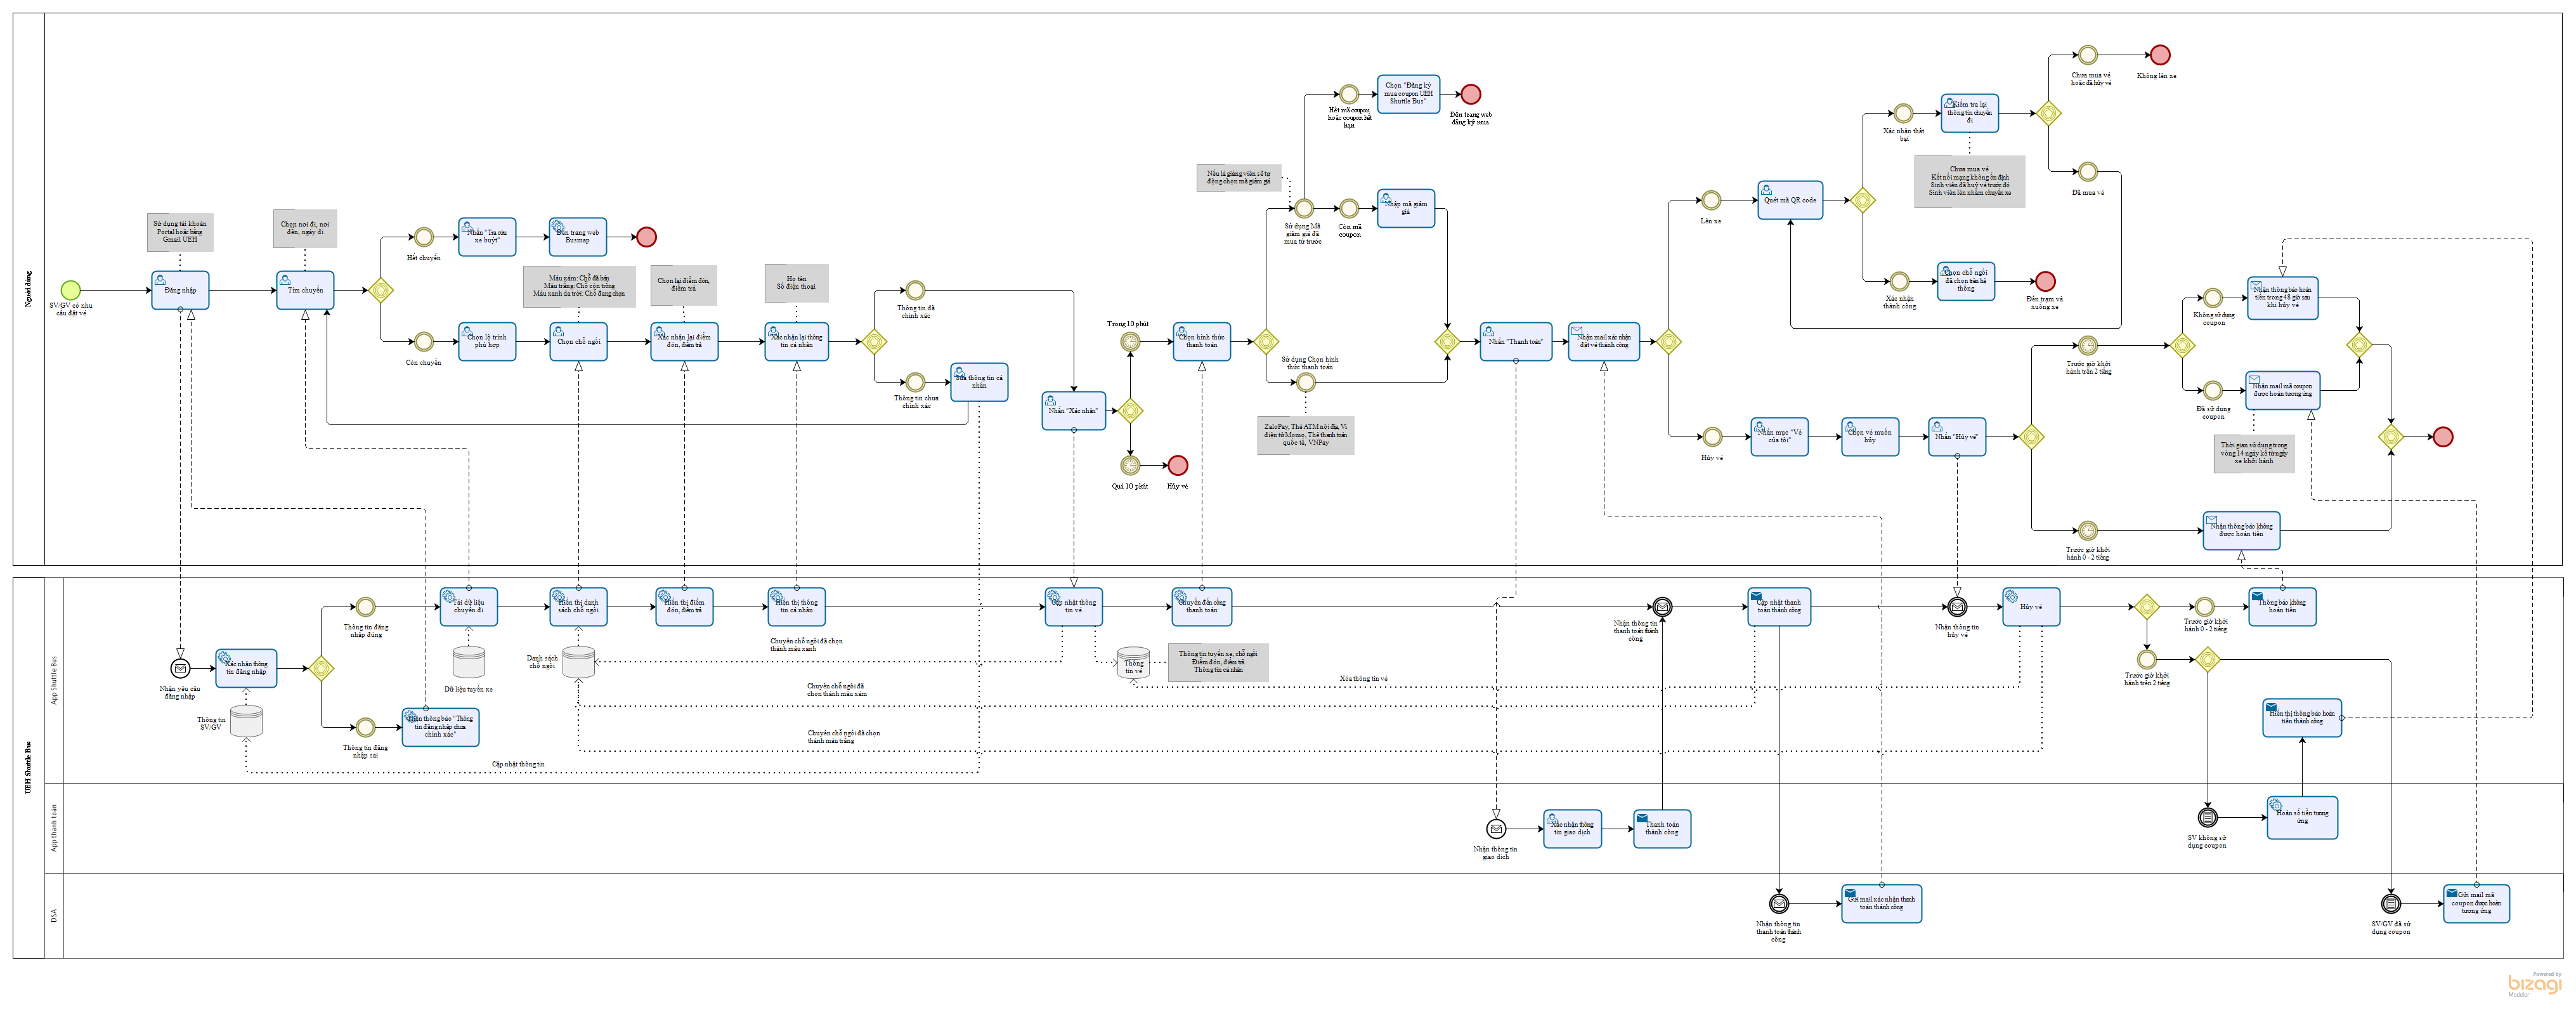 Người dùng
SV/GV có nhu
cầu đặt vé
Sử dụng tài khoản
Portal hoặc bằng
Gmail UEH
Đăng nhập
Chọn nơi đi, nơi
đến, ngày đi
Tìm chuyến
Hết chuyến
Nhấn "Tra cứu
xe buýt"
Đến trang web
Busmap
Còn chuyến
Chọn lộ trình
phù hợp
Màu xám: Chỗ đã bán
Màu trắng: Chỗ còn trống
Màu xanh da trời: Chỗ đang chọn
Chọn chỗ ngồi
Chọn lại điểm đón,
điểm trả
Xác nhận lại điểm
đón, điểm trả
Họ tên
Số điện thoại
Xác nhận lại thông
tin cá nhân
Thông tin đã
chính xác
Thông tin chưa
chính xác
Sửa thông tin cá
nhân
Nhấn "Xác nhận"
Trong 10 phút
Quá 10 phút
Hủy vé
Chọn hình thức
thanh toán
Nếu là giảng viên sẽ tự
động chọn mã giảm giá
Sử dụng Mã
giảm giá đã
mua từ trước
Hết mã coupon
hoặc coupon hết
hạn
Chọn "Đăng ký
mua coupon UEH
Shuttle Bus"
Đến trang web
đăng ký mua
Còn mã
coupon
Nhập mã giảm
giá
Sử dụng Chọn hình
thức thanh toán
ZaloPay, Thẻ ATM nội địa, Ví
điện tử Momo, Thẻ thanh toán
quốc tế, VNPay
Nhấn "Thanh toán"
Nhận mail xác nhận
đặt vé thành công
Lên xe
Quét mã QR code
Xác nhận thất
bại
Kiểm tra lại
thông tin chuyến
đi
Chưa mua vé
Kết nối mạng không ổn định
Sinh viên đã huỷ vé trước đó
Sinh viên lên nhầm chuyến xe
Chưa mua vé
hoặc đã hủy vé
Không lên xe
Đã mua vé
Xác nhận
thành công
Chọn chỗ ngồi
đã chọn trên hệ
thống
Đến trạm và
xuống xe
Hủy vé
Nhấn mục "Vé
của tôi"
Chọn vé muốn
hủy
Nhấn "Hủy vé"
Trước giờ khởi
hành trên 2 tiếng
Không sử dụng
coupon
Nhận thông báo hoàn
tiền trong 48 giờ sau
khi hủy vé
Đã sử dụng
coupon
Nhận mail mã coupon
được hoàn tương ứng
Thời gian sử dụng trong
vòng 14 ngày kể từ ngày
xe khởi hành
Trước giờ khởi
hành 0 - 2 tiếng
Nhận thông báo không
được hoàn tiền
UEH Shuttle Bus
App Shuttle Bus
Nhận yêu cầu
đăng nhập
Xác nhận thông
tin đăng nhập
Thông tin
SV/GV
Thông tin đăng
nhập đúng
Thông tin đăng
nhập sai
Hiện thông báo "Thông
tin đăng nhập chưa
chính xác"
Tải dữ liệu
chuyến đi
Dữ liệu tuyến xe
Hiển thị danh
sách chỗ ngồi
Danh sách
chỗ ngồi
Hiển thị điểm
đón, điểm trả
Hiển thị thông
tin cá nhân
Chuyển chỗ ngồi đã chọn
thành màu xanh
Chuyển chỗ ngồi đã
chọn thành màu xám
Chuyển chỗ ngồi đã chọn
thành màu trắng
Cập nhật thông tin
Cập nhật thông
tin vé
Thông
tin vé
Thông tin tuyến xe, chỗ ngồi
Điểm đón, điểm trả
Thông tin cá nhân
Chuyển đến cổng
thanh toán
Xóa thông tin vé
Nhận thông tin
thanh toán thành
công
Cập nhật thanh
toán thành công
Nhận thông tin
hủy vé
Hủy vé
Trước giờ khởi
hành 0 - 2 tiếng
Thông báo không
hoàn tiền
Trước giờ khởi
hành trên 2 tiếng
Hiển thị thông báo hoàn
tiền thành công
App thanh toán
Nhận thông tin
giao dịch
Xác nhận thông
tin giao dịch
Thanh toán
thành công
SV không sử
dụng coupon
Hoàn số tiền tương
ứng
DSA
Nhận thông tin
thanh toán thành
công
Gửi mail xác nhận thanh
toán thành công
SV/GV đã sử
dụng coupon
Gửi mail mã
coupon được hoàn
tương ứng
Powered by
bizagi
Modeler